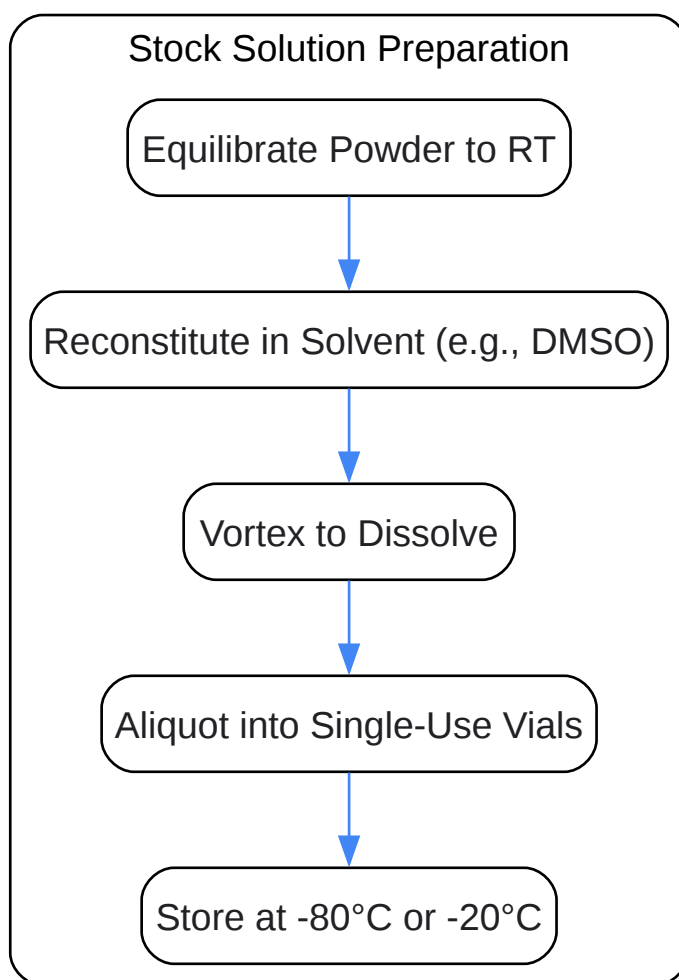 Stock Solution Preparation
Equilibrate Powder to RT
Reconstitute in Solvent (e.g., DMSO)
Vortex to Dissolve
Aliquot into Single-Use Vials
Store at -80°C or -20°C